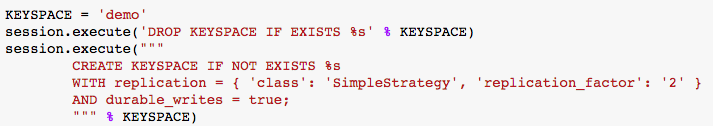 KEYSPACE = 'demo'
session.execute('DROP KEYSPACE IF EXISTS %s' % KEYSPACE)
session.execute("""
        CREATE KEYSPACE IF NOT EXISTS %s
        WITH replication = { 'class': 'SimpleStrategy', 'replication_factor': '2' }
        AND durable_writes = true;
        """ % KEYSPACE)